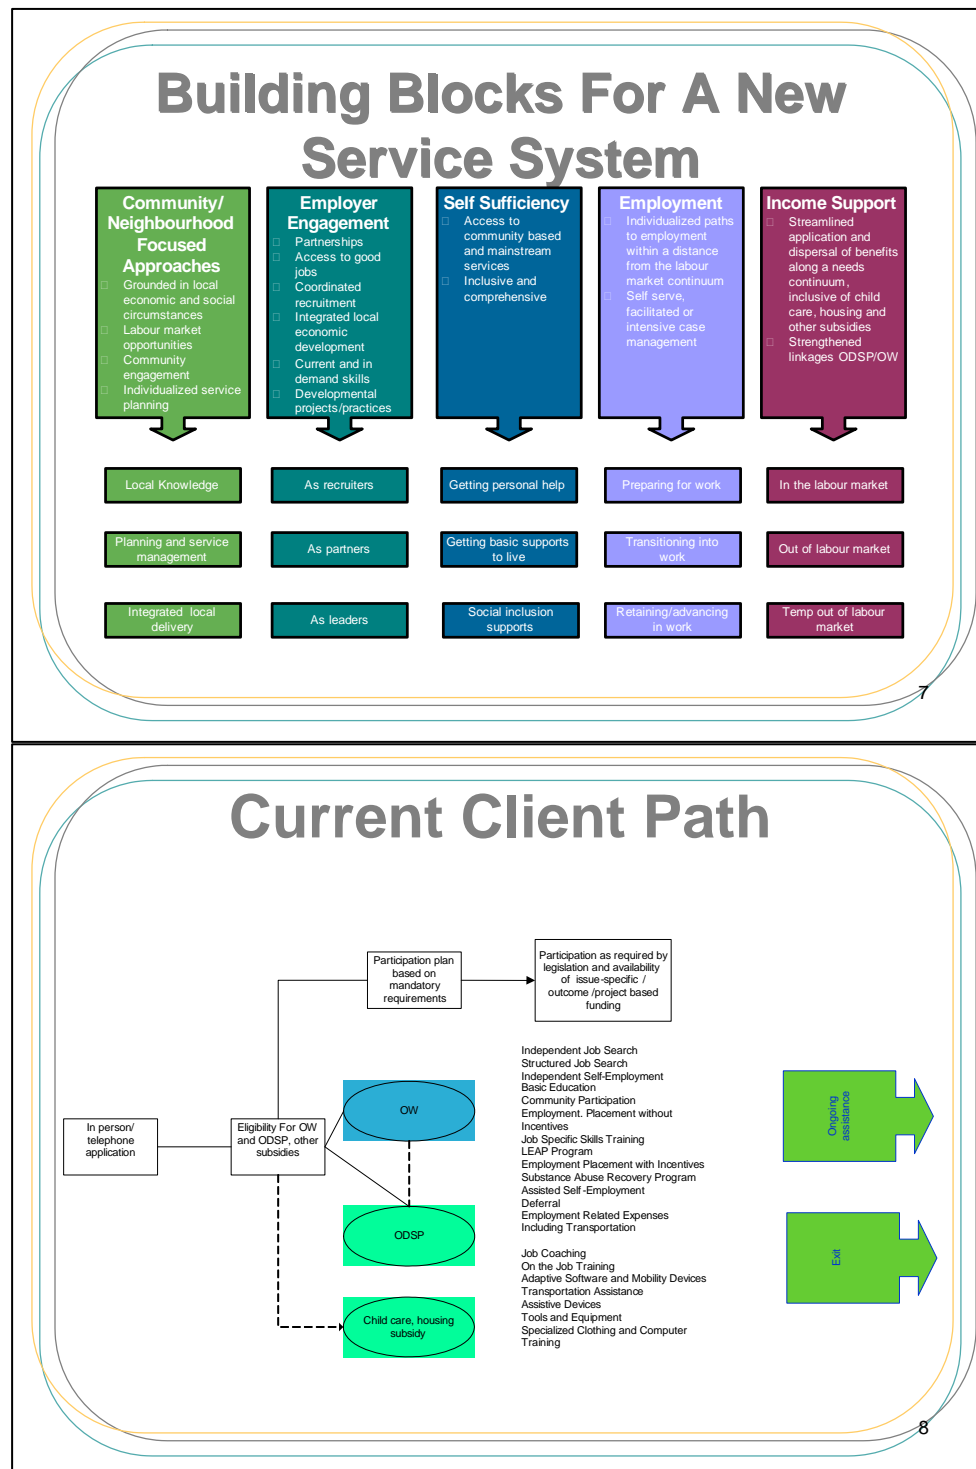 Building Blocks For A New
Service System
Community/
Neighbourhood
Focused
Approaches
Grounded in local
economic and social
circumstances
Labour market
opportunities
Community
engagement
Individualized service
planning
Employer
Engagement
Partnerships
Access to good
jobs
Coordinated
recruitment
Integrated local
economic
development
Current and in
demand skills
Developmental
projects/practices
Self Sufficiency
Access to
community based
and mainstream
services
Inclusive and
comprehensive
Employment
Individualized paths
to employment
within a distance
from the labour
market continuum
Self serve,
facilitated or
intensive case
management
Income Support
Streamlined
application and
dispersal of benefits
along a needs
continuum,
inclusive of child
care, housing and
other subsidies
Strengthened
linkages ODSP/OW
Local Knowledge
As recruiters
Getting personal help
Preparing for work
In the labour market
Planning and service
management
As partners
Getting basic supports
to live
Transitioning into
work
Out of labour market
Integrated local
delivery
As leaders
Social inclusion
supports
Retaining/advancing
in work
Temp out of labour
market
7
Current Client Path
Participation plan
based on
mandatory
requirements
Participation as required by
legislation and availability
of issue-specific /
outcome /project based
funding
In person/
telephone
application
Eligibility For OW
and ODSP, other
subsidies
OW
ODSP
Child care, housing
subsidy
Independent Job Search
Structured Job Search
Independent Self-Employment
Basic Education
Community Participation
Employment. Placement without
Incentives
Job Specific Skills Training
LEAP Program
Employment Placement with Incentives
Substance Abuse Recovery Program
Assisted Self-Employment
Deferral
Employment Related Expenses
Including Transportation
Job Coaching
On the Job Training
Adaptive Software and Mobility Devices
Transportation Assistance
Assistive Devices
Tools and Equipment
Specialized Clothing and Computer
Training
Ongoing
assistance
Exit
8